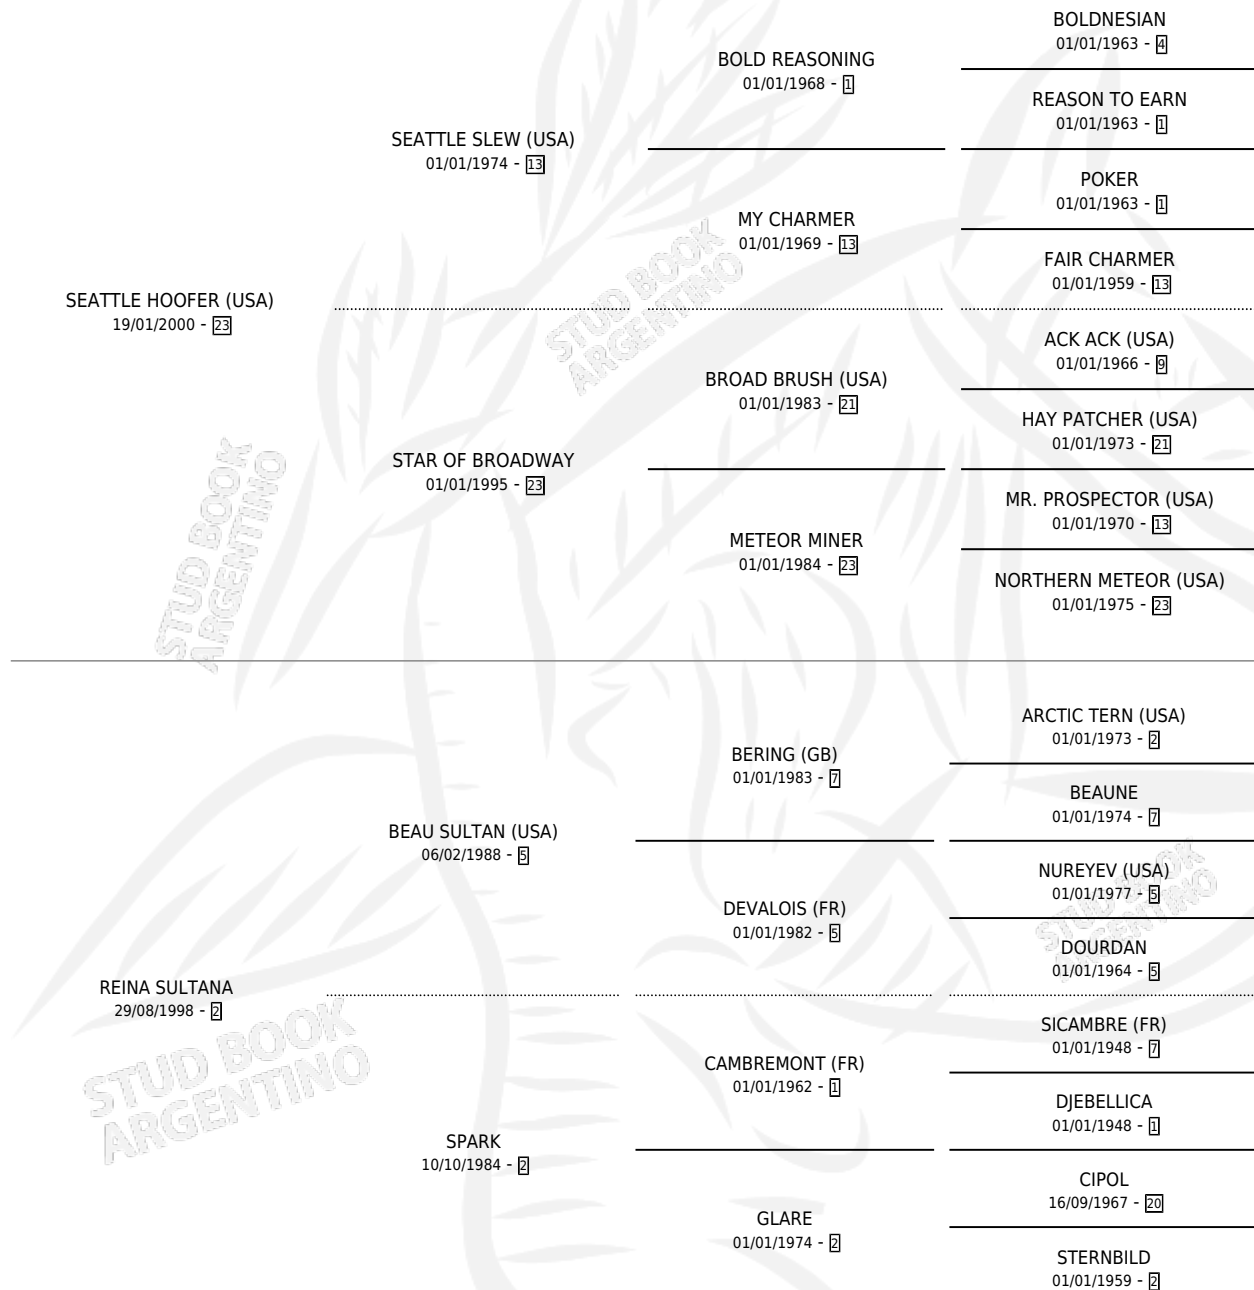 BOLDNESIAN
01/01/1963 - 4
BOLD REASONING
01/01/1968 - 1
REASON TO EARN
01/01/1963 - 1
SEATTLE SLEW (USA)
01/01/1974 - 13
POKER
01/01/1963 - 1
MY CHARMER
01/01/1969 - 13
FAIR CHARMER
01/01/1959 - 13
SEATTLE HOOFER (USA)
19/01/2000 - 23
ACK ACK (USA)
01/01/1966 - 9
BROAD BRUSH (USA)
01/01/1983 - 21
HAY PATCHER (USA)
01/01/1973 - 21
STAR OF BROADWAY
01/01/1995 - 23
MR. PROSPECTOR (USA)
01/01/1970 - 13
METEOR MINER
01/01/1984 - 23
NORTHERN METEOR (USA)
01/01/1975 - 23
ARCTIC TERN (USA)
01/01/1973 - 2
BERING (GB)
01/01/1983 - 7
BEAUNE
01/01/1974 - 7
BEAU SULTAN (USA)
06/02/1988 - 5
NUREYEV (USA)
01/01/1977 - 5
DEVALOIS (FR)
01/01/1982 - 5
DOURDAN
01/01/1964 - 5
REINA SULTANA
29/08/1998 - 2
SICAMBRE (FR)
01/01/1948 - 7
CAMBREMONT (FR)
01/01/1962 - 1
DJEBELLICA
01/01/1948 - 1
SPARK
10/10/1984 - 2
CIPOL
16/09/1967 - 20
GLARE
01/01/1974 - 2
STERNBILD
01/01/1959 - 2
STUD BOOK
ARGENTINO
STUD BOOK
ARGENTINO
STUD BOOK
ARGENTINO
STUD BOOK
ARGENTINO